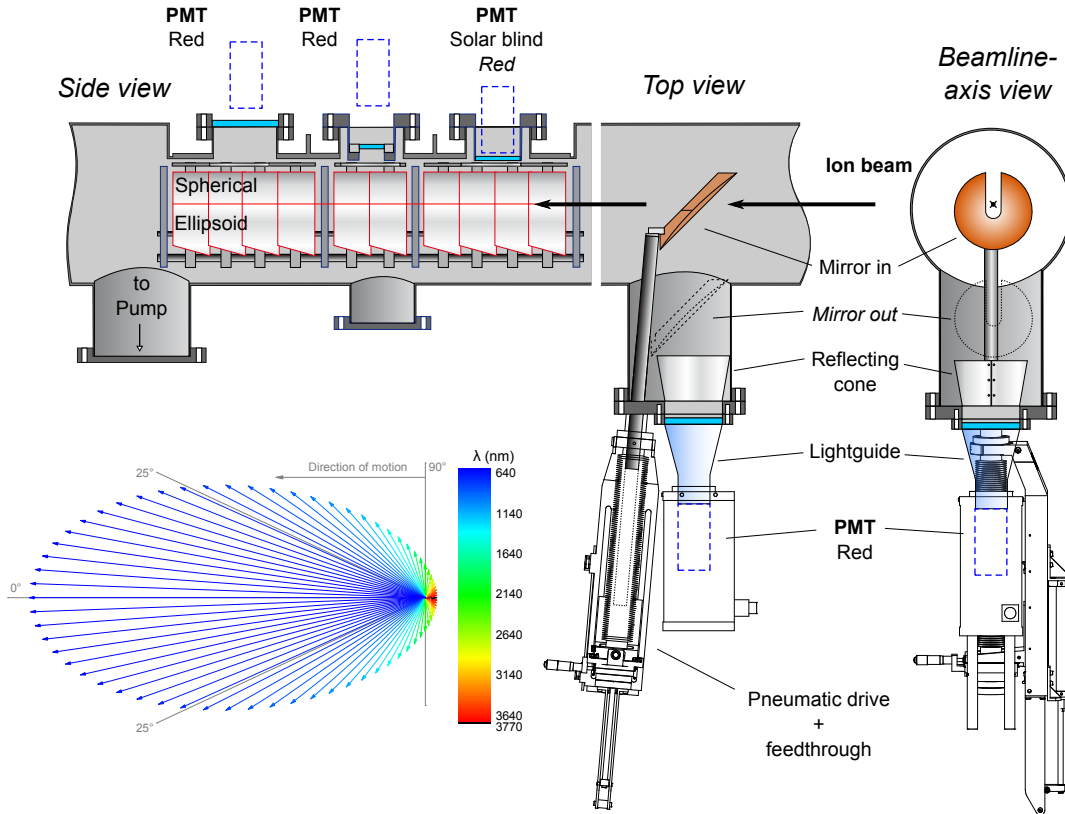 PMT
Red
PMT
Red
PMT
Solar blind
Red
Side view
Top view
Beamline-
axis view
Ion beam
Spherical
Ellipsoid
to
Pump
Mirror in
Mirror out
Reflecting
cone
Lightguide
PMT
Red
Pneumatic drive
+
feedthrough
λ (nm)
640
1140
1640
2140
2640
3140
3640
3770
Direction of motion
90°
25°
0°
25°